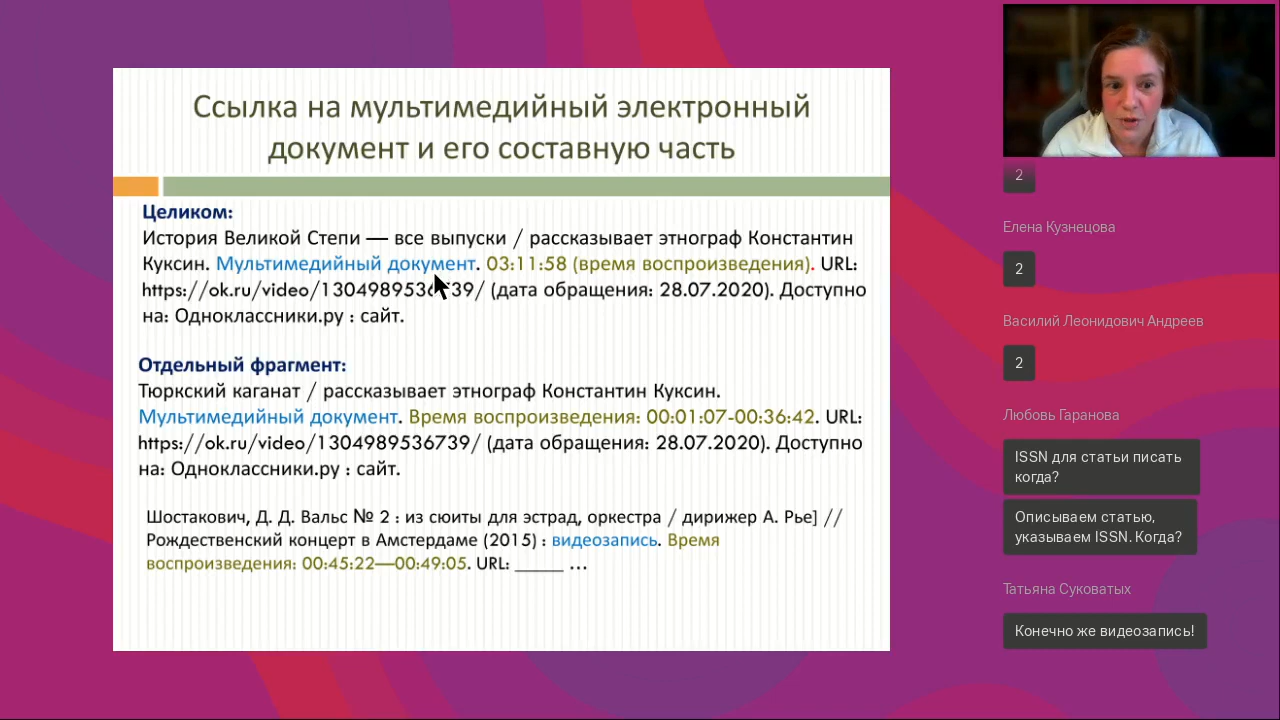 Ссылка на мультимедийный электронный
документ и его составную часть
Целиком:
История Великой Степи — все выпуски / рассказывает этнограф Константин
Куксин. Мультимедийный документ. 03:11:58 (время воспроизведения). URL:
https://ok.ru/video/1304989536739/ (дата обращения: 28.07.2020). Доступно
на: Одноклассники.ру : сайт.
Отдельный фрагмент:
Тюркский каганат / рассказывает этнограф Константин Куксин.
Мультимедийный документ. Время воспроизведения: 00:01:07-00:36:42. URL:
https://ok.ru/video/1304989536739/ (дата обращения: 28.07.2020). Доступно
на: Одноклассники.ру : сайт.
Шостакович, Д. Д. Вальс № 2 : из сюиты для эстрад, оркестра / дирижер А. Рье] //
Рождественский концерт в Амстердаме (2015) : видеозапись. Время
воспроизведения: 00:45:22—00:49:05. URL: _____ ...
2
Елена Кузнецова
2
Василий Леонидович Андреев
2
Любовь Гаранова
ISSN для статьи писать
когда?
Описываем статью,
указываем ISSN. Когда?
Татьяна Суковатых
Конечно же видеозапись!